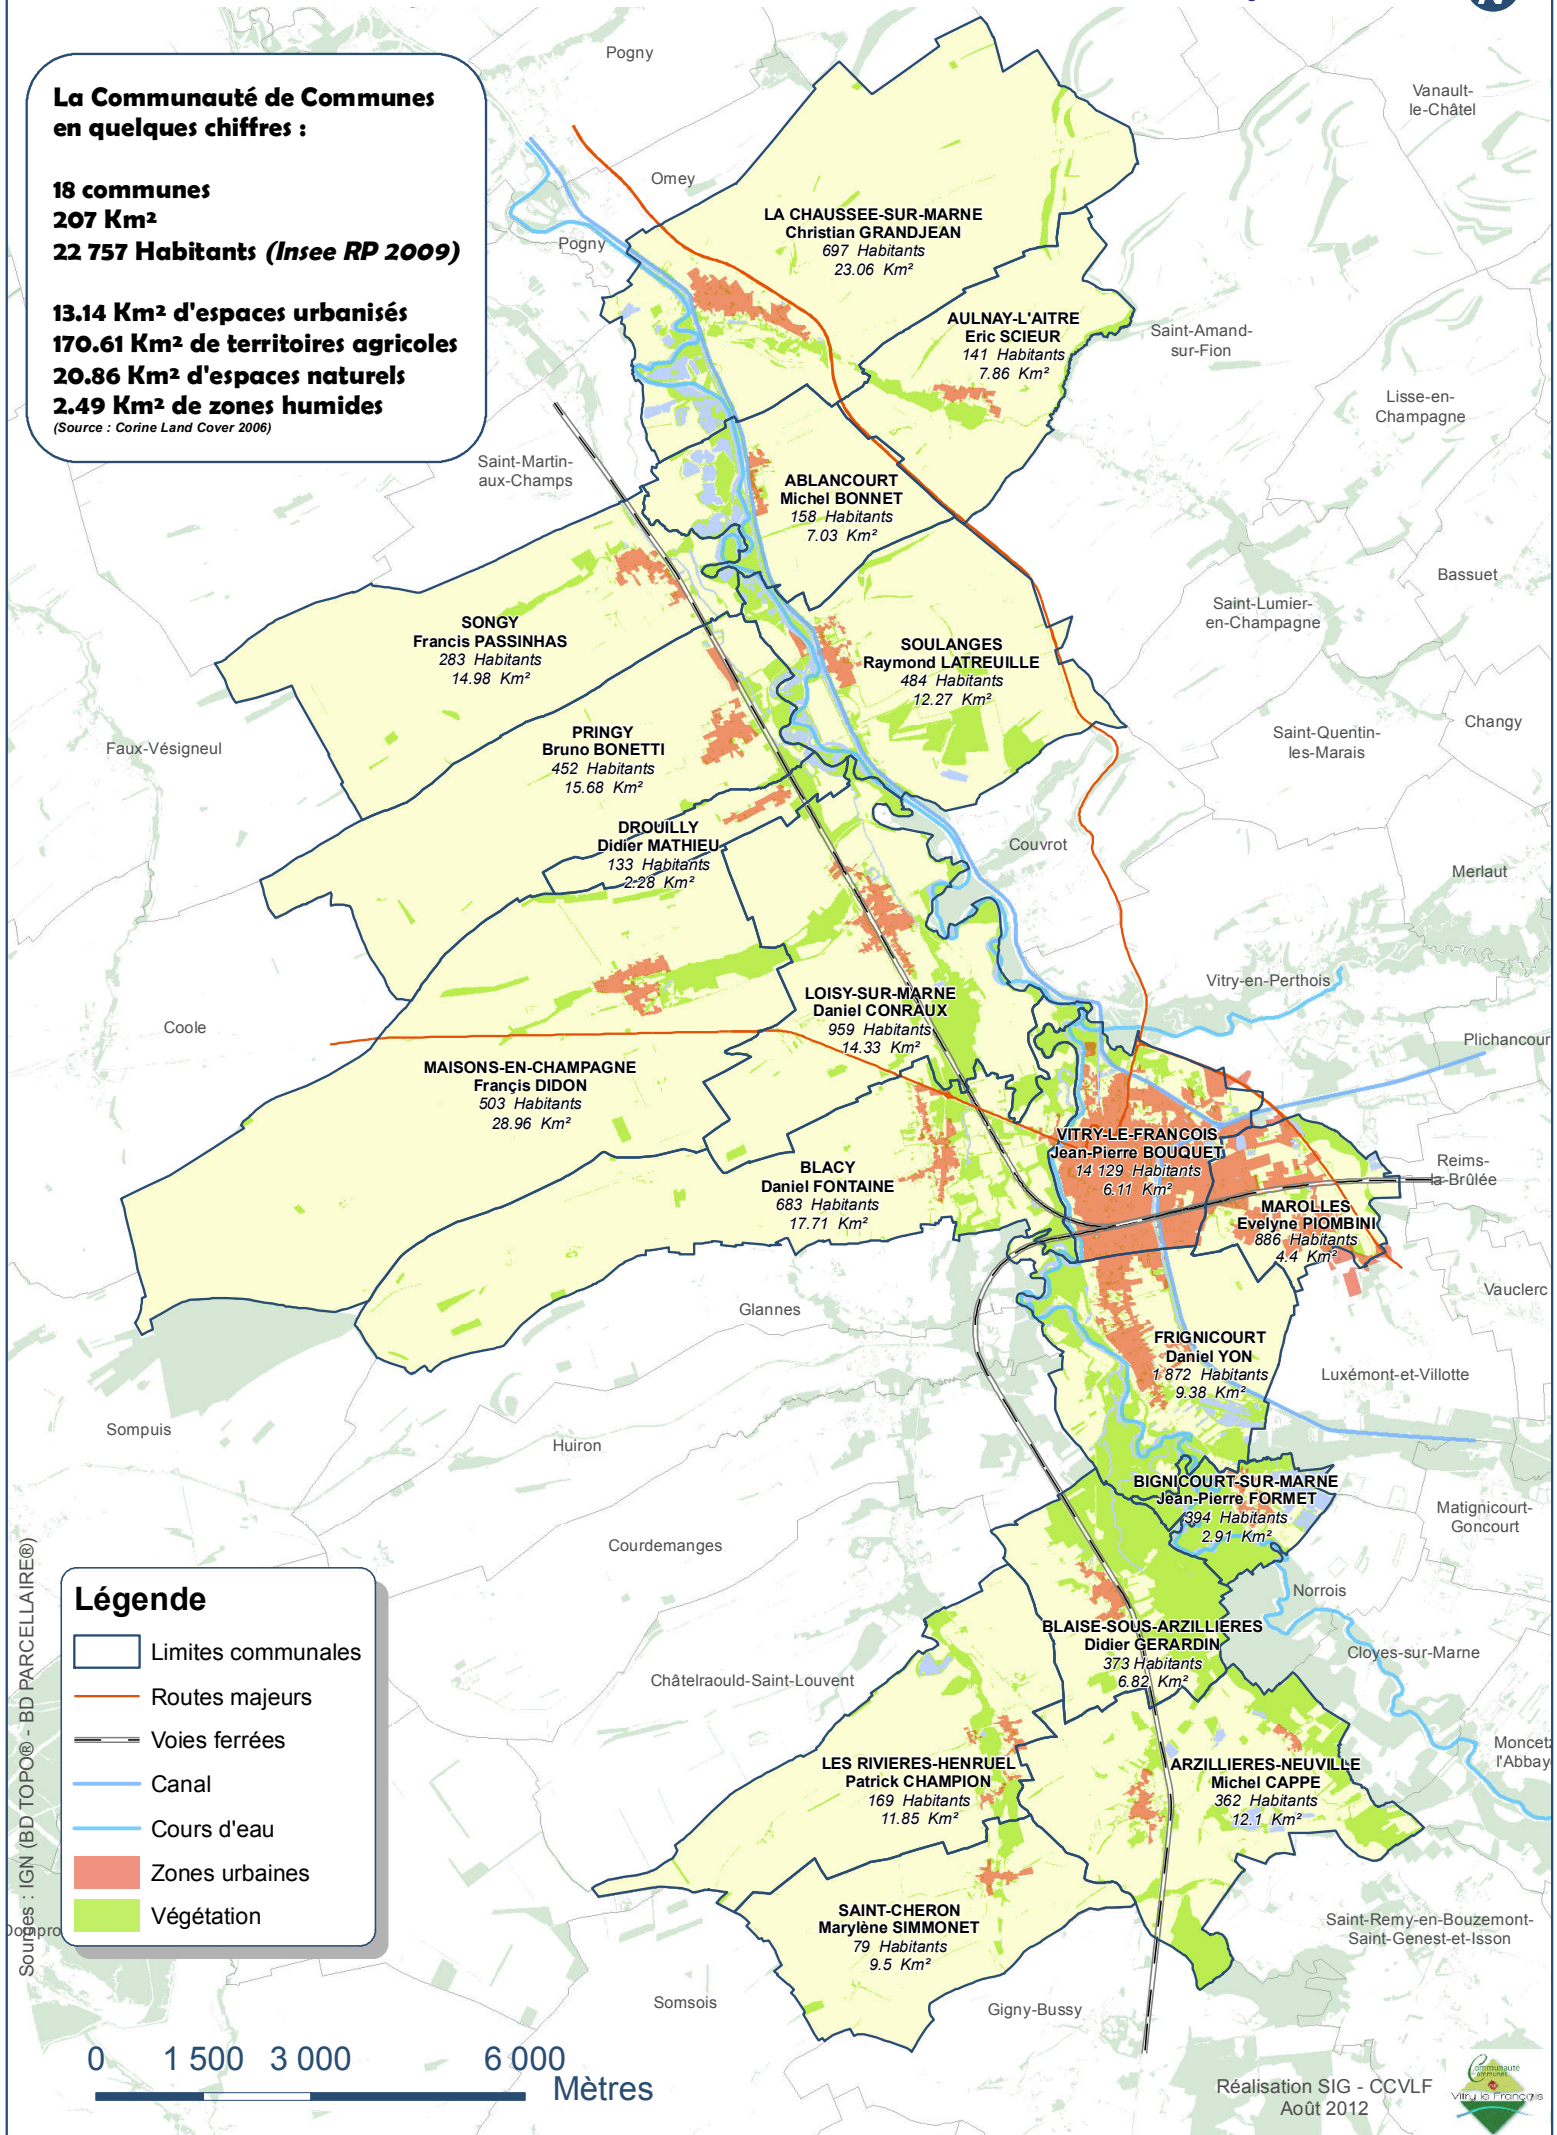 La Communauté de Communes
en quelques chiffres :
18 communes
207 Km²
22 757 Habitants (Insee RP 2009)
13.14 Km² d'espaces urbanisés
170.61 Km² de territoires agricoles
20.86 Km² d'espaces naturels
2.49 Km² de zones humides
(Source : Corine Land Cover 2006)
Pogny
Vanault-
le-Châtel
Omey
Pogny
LA CHAUSSEE-SUR-MARNE
Christian GRANDJEAN
697 Habitants
23.06 Km²
AULNAY-L'AITRE
Eric SCIEUR
141 Habitants
7.86 Km²
Saint-Amand-
sur-Fion
Lisse-en-
Champagne
Saint-Martin-
aux-Champs
ABLANCOURT
Michel BONNET
158 Habitants
7.03 Km²
Bassuet
Saint-Lumier-
en-Champagne
SONGY
Francis PASSINHAS
283 Habitants
14.98 Km²
SOULANGES
Raymond LATREUILLE
484 Habitants
12.27 Km²
Faux-Vésigneul
PRINGY
Bruno BONETTI
452 Habitants
15.68 Km²
Saint-Quentin-
les-Marais
Changy
DROUILLY
Didier MATHIEU
133 Habitants
2.28 Km²
Couvrot
Merlaut
Vitry-en-Perthois
LOISY-SUR-MARNE
Daniel CONRAUX
959 Habitants
14.33 Km²
Coole
Plichancour
MAISONS-EN-CHAMPAGNE
Françis DIDON
503 Habitants
28.96 Km²
VITRY-LE-FRANCOIS
Jean-Pierre BOUQUET
14 129 Habitants
6.11 Km²
BLACY
Daniel FONTAINE
683 Habitants
17.71 Km²
Reims-
la-Brûlée
MAROLLES
Evelyne PIOMBINI
886 Habitants
4.4 Km²
Vauclerc
Glannes
FRIGNICOURT
Daniel YON
1 872 Habitants
9.38 Km²
Luxémont-et-Villotte
Sompuis
Huiron
BIGNICOURT-SUR-MARNE
Jean-Pierre FORMET
394 Habitants
2.91 Km²
Matignicourt-
Goncourt
Courdemanges
Norrois
BLAISE-SOUS-ARZILLIERES
Didier GERARDIN
373 Habitants
6.82 Km²
Cloyes-sur-Marne
Châtelraould-Saint-Louvent
Moncetz
l'Abbay
LES RIVIERES-HENRUEL
Patrick CHAMPION
169 Habitants
11.85 Km²
ARZILLIERES-NEUVILLE
Michel CAPPE
362 Habitants
12.1 Km²
SAINT-CHERON
Marylène SIMMONET
79 Habitants
9.5 Km²
Saint-Remy-en-Bouzemont-
Saint-Genest-et-Isson
Somsois
Gigny-Bussy
Légende
Limites communales
Routes majeurs
Voies ferrées
Canal
Cours d'eau
Zones urbaines
Végétation
Sources : IGN (BD TOPO® - BD PARCELLAIRE®)
0 1 500 3 000 6 000
Mètres
Réalisation SIG - CCVLF
Août 2012
Communauté
Communes
Vitry le François